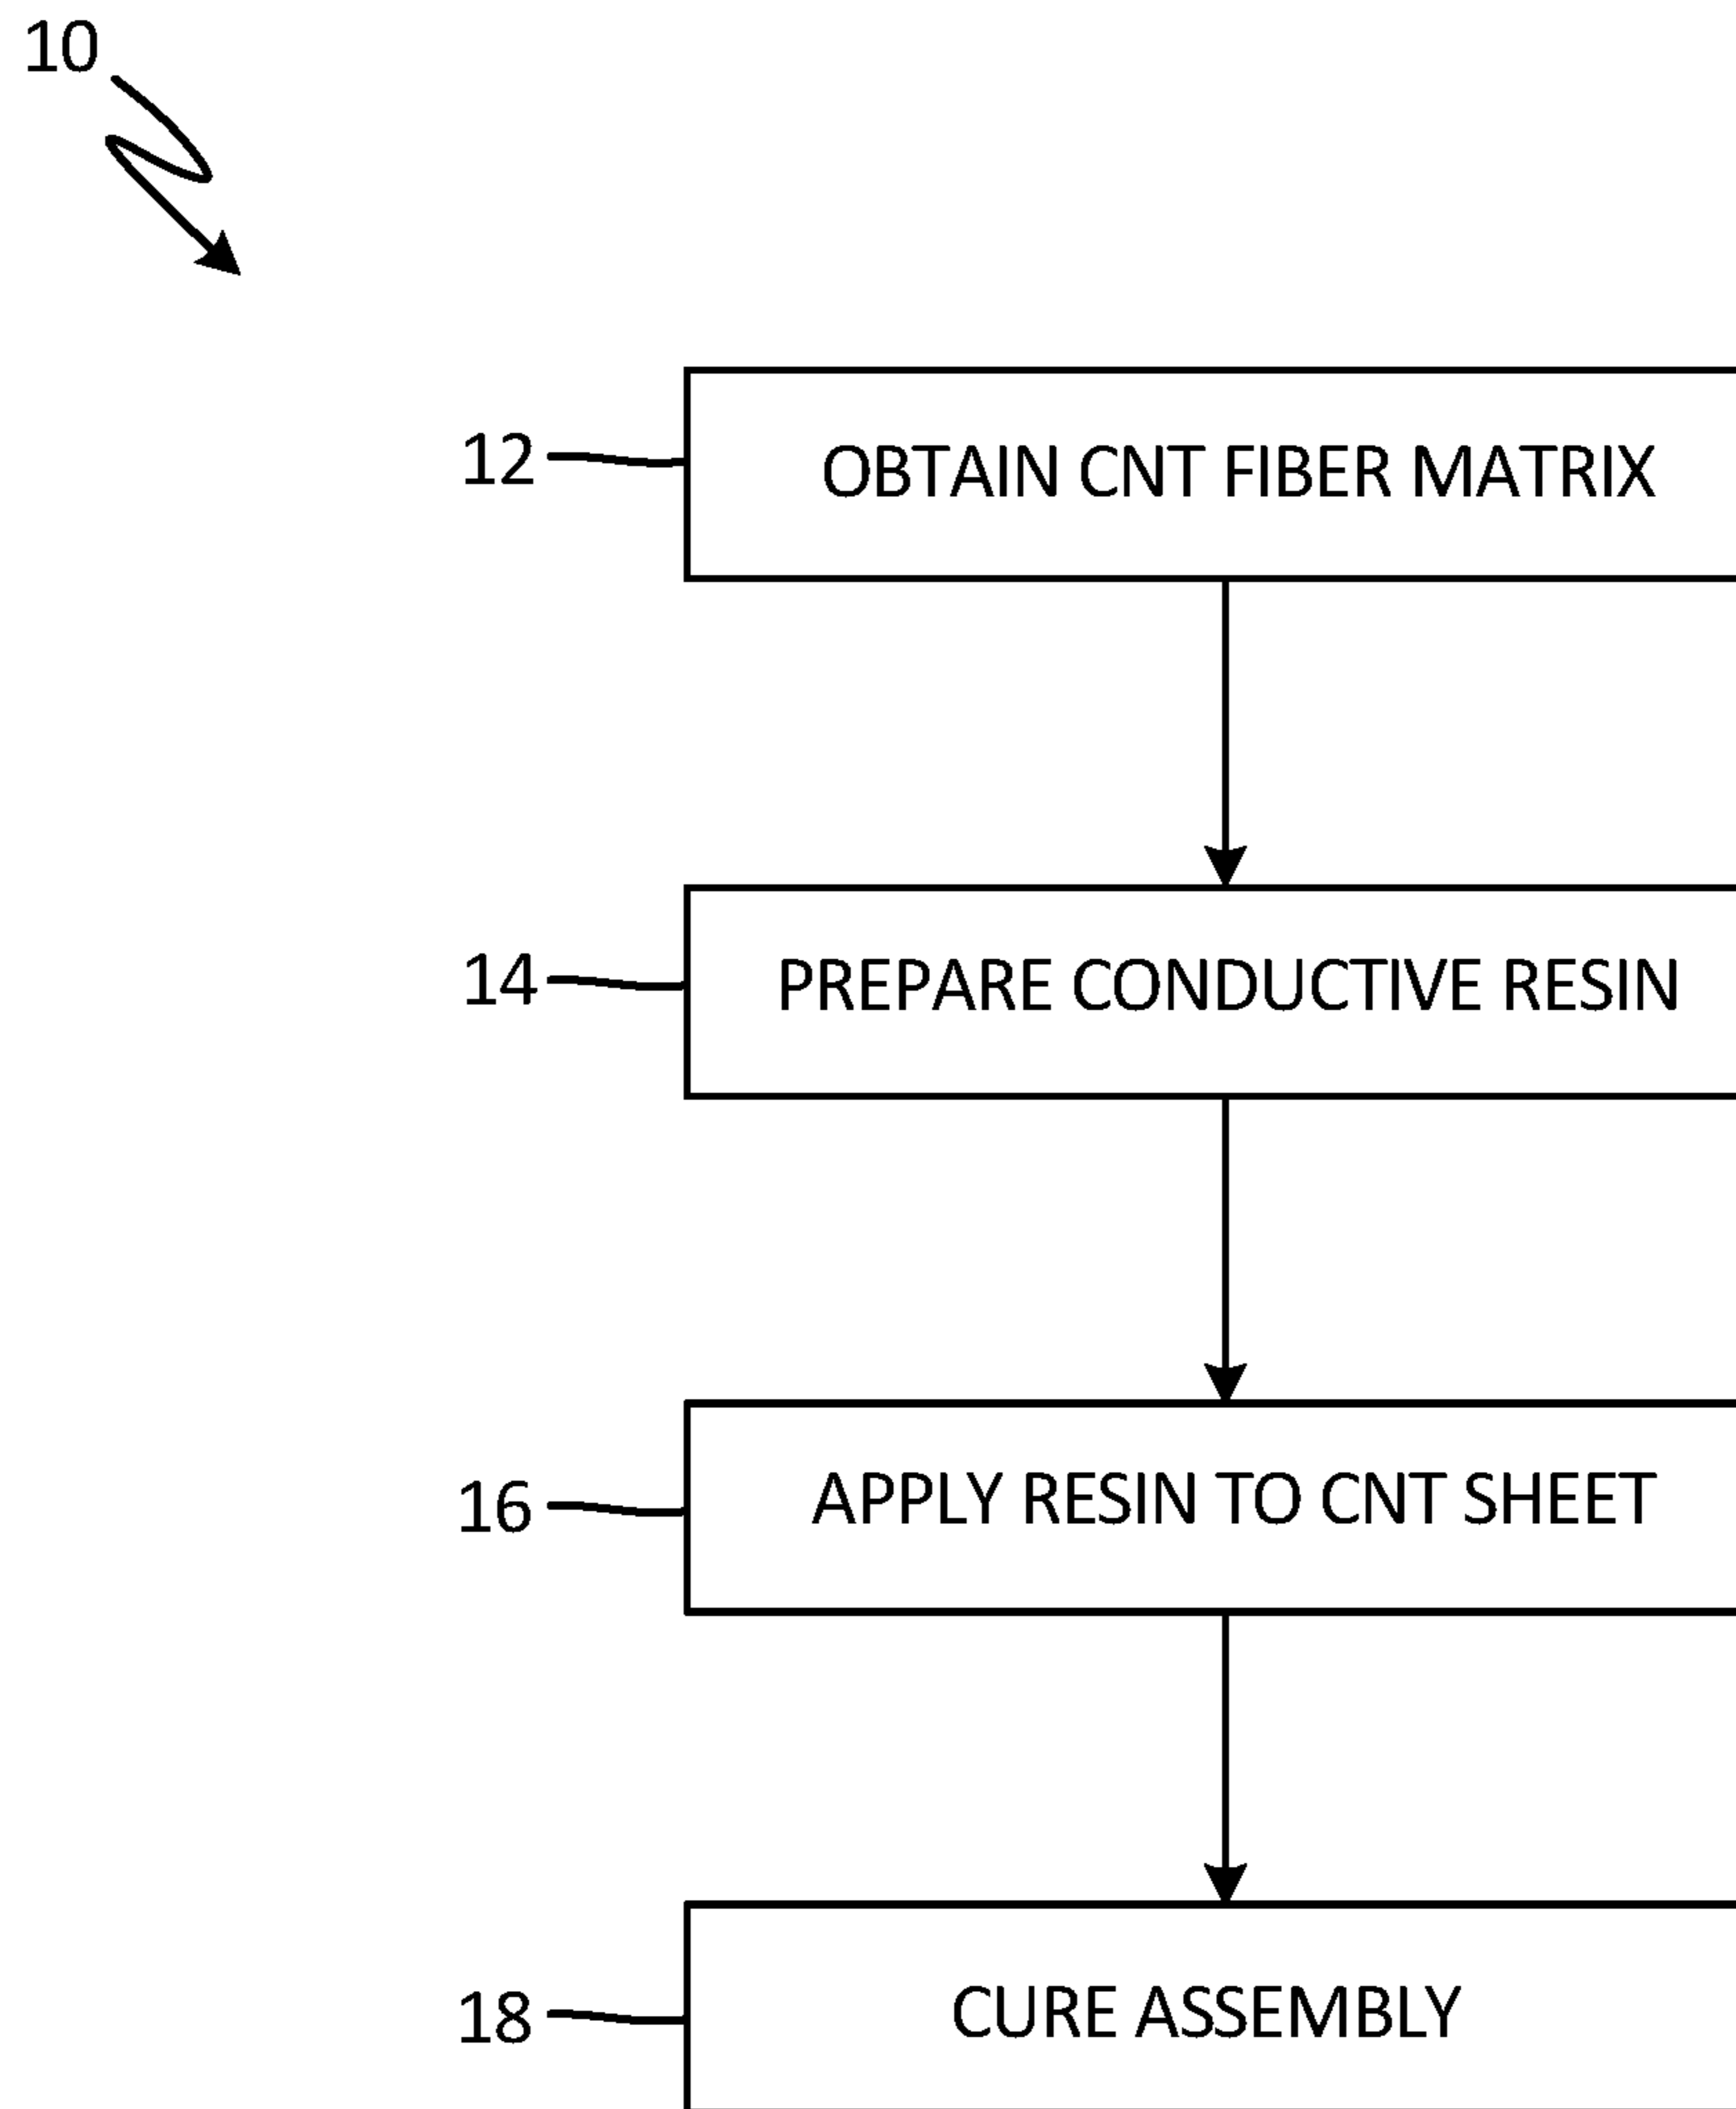 10
12 OBTAIN CNT FIBER MATRIX
14 PREPARE CONDUCTIVE RESIN
16 APPLY RESIN TO CNT SHEET
18 CURE ASSEMBLY